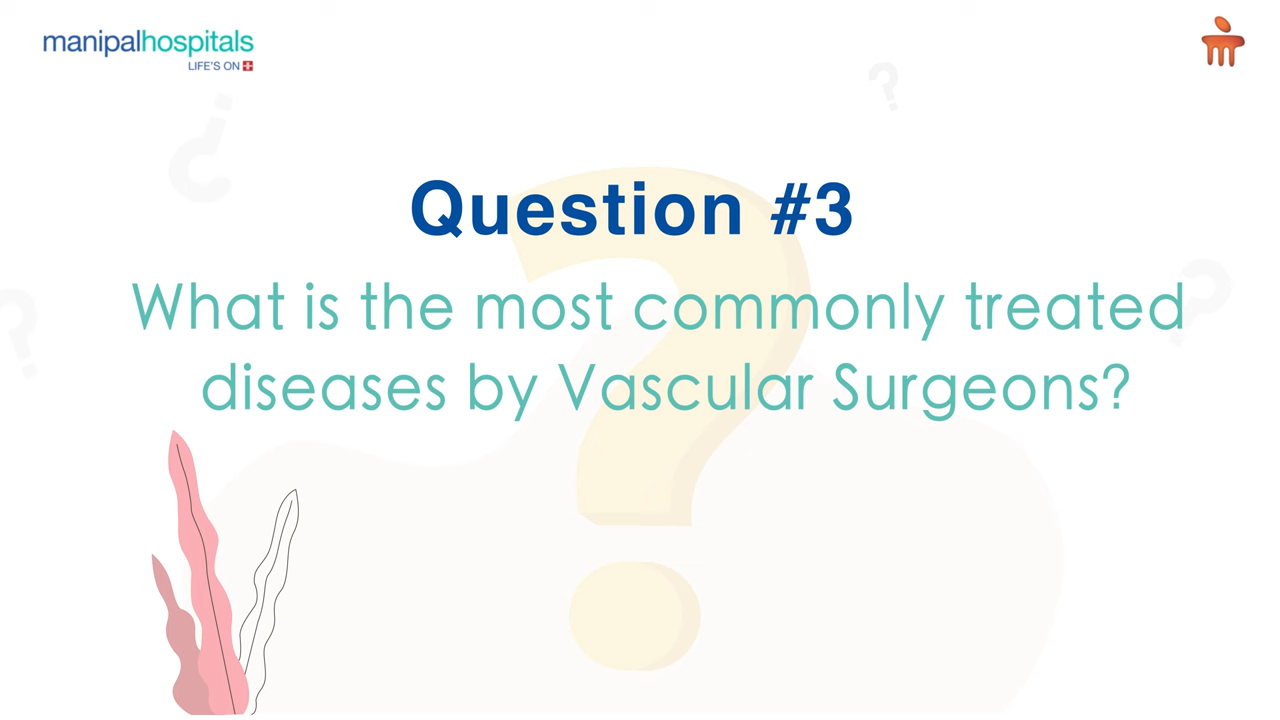 manipalhospitals
LIFE'S ON
Question #3
What is the most commonly treated
diseases by Vascular Surgeons?